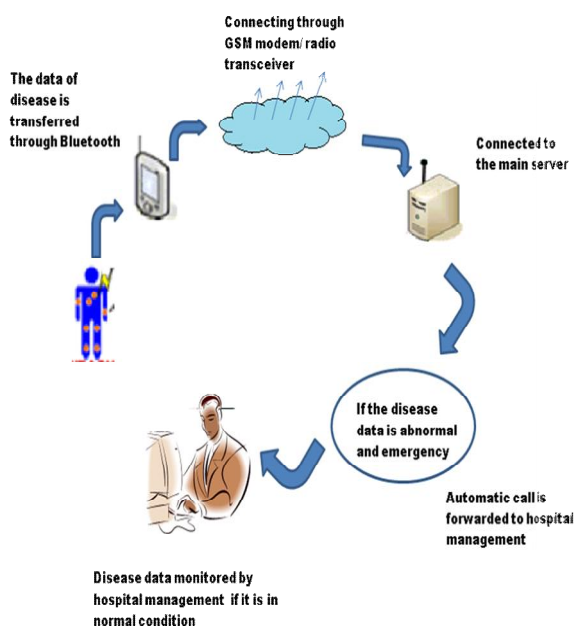 Connecting through
GSM modem/ radio
transceiver
The data of
disease is
transferred
through Bluetooth
Connected to
the main server
If the disease
data is abnormal
and emergency
Automatic call is
forwarded to hospital
management
Disease data monitored by
hospital management if it is in
normal condition